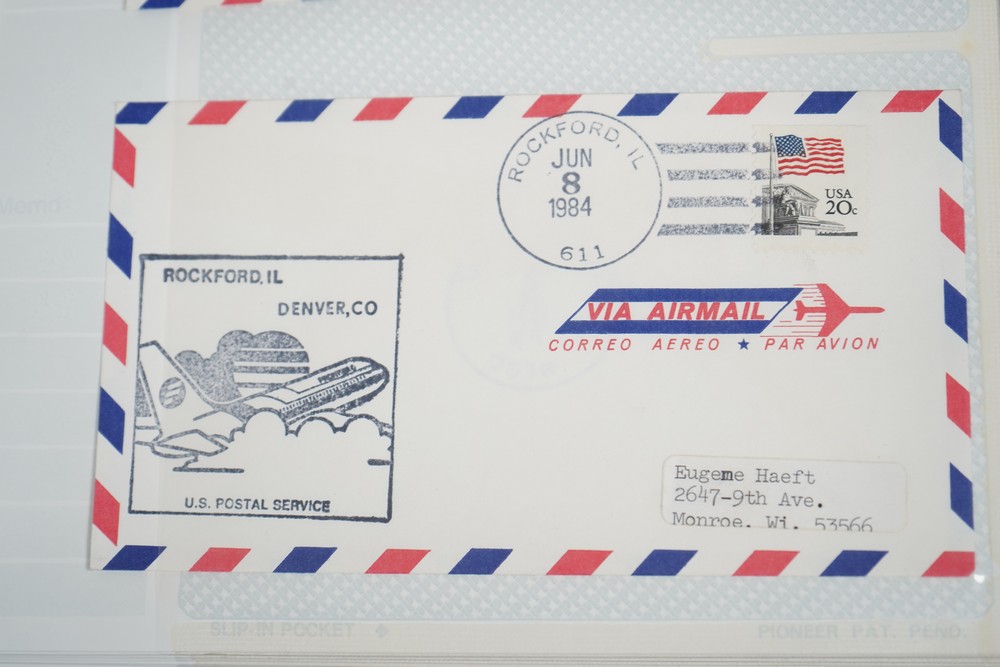 Memo
ROCKFORD, IL
JUN
8
1984
611
USA
20c
ROCKFORD, IL
DENVER, CO
U.S. POSTAL SERVICE
VIA AIRMAIL
CORREO AEREO ★ PAR AVION
Eugeme Haeft
2647-9th Ave.
Monroe, Wi. 53566
SLIP-IN POCKET
PIONEER PAT. PEND.